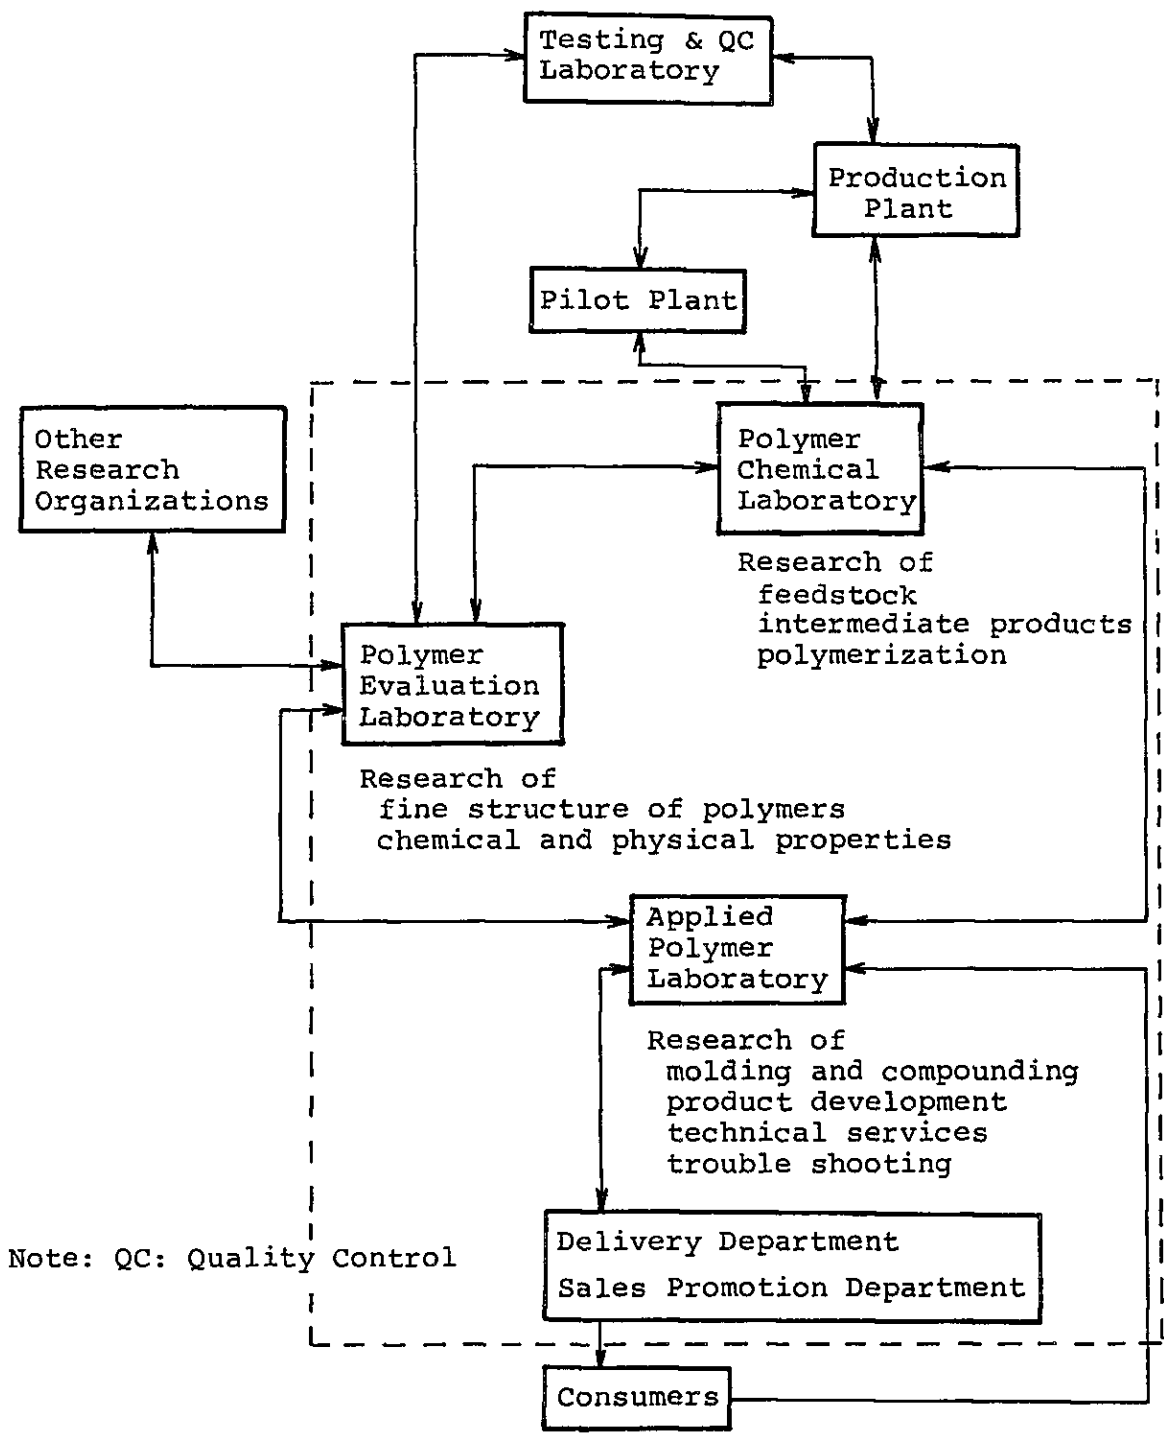 Testing & QC
Laboratory
Production
Plant
Pilot Plant
Other
Research
Organizations
Polymer
Chemical
Laboratory
Research of
feedstock
intermediate products
polymerization
Polymer
Evaluation
Laboratory
Research of
fine structure of polymers
chemical and physical properties
Applied
Polymer
Laboratory
Research of
molding and compounding
product development
technical services
trouble shooting
Delivery Department
Sales Promotion Department
Note: QC: Quality Control
Consumers